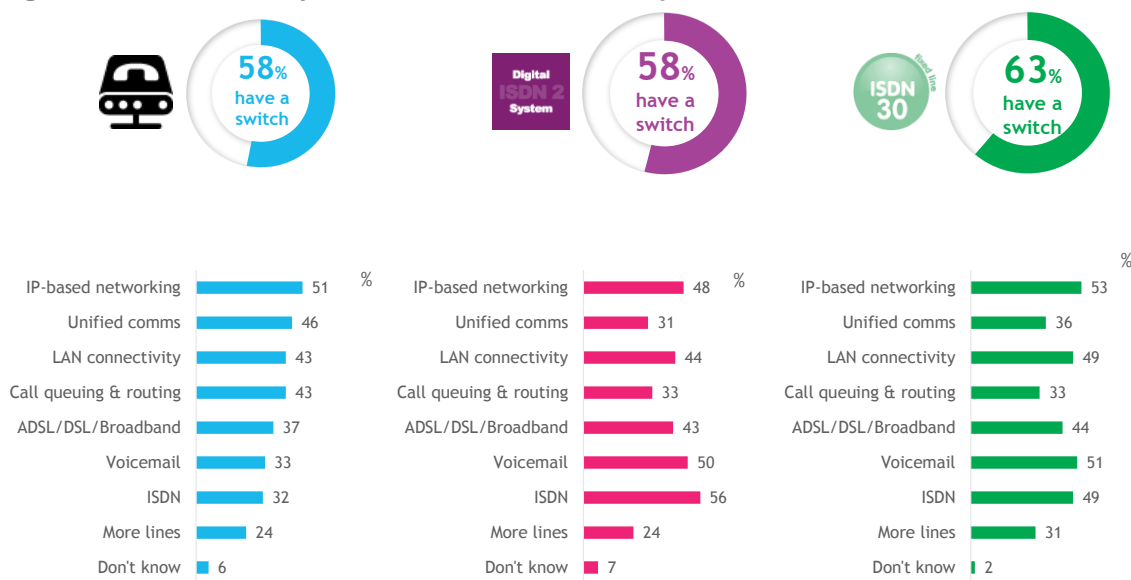 58%
have a
switch
Digital
ISDN 2
System
58%
have a
switch
ISDN
30
fixed line
63%
have a
switch
%
IP-based networking 51
Unified comms 46
LAN connectivity 43
Call queuing & routing 43
ADSL/DSL/Broadband 37
Voicemail 33
ISDN 32
More lines 24
Don't know 6
%
IP-based networking 48
Unified comms 31
LAN connectivity 44
Call queuing & routing 33
ADSL/DSL/Broadband 43
Voicemail 50
ISDN 56
More lines 24
Don't know 7
%
IP-based networking 53
Unified comms 36
LAN connectivity 49
Call queuing & routing 33
ADSL/DSL/Broadband 44
Voicemail 51
ISDN 49
More lines 31
Don't know 2